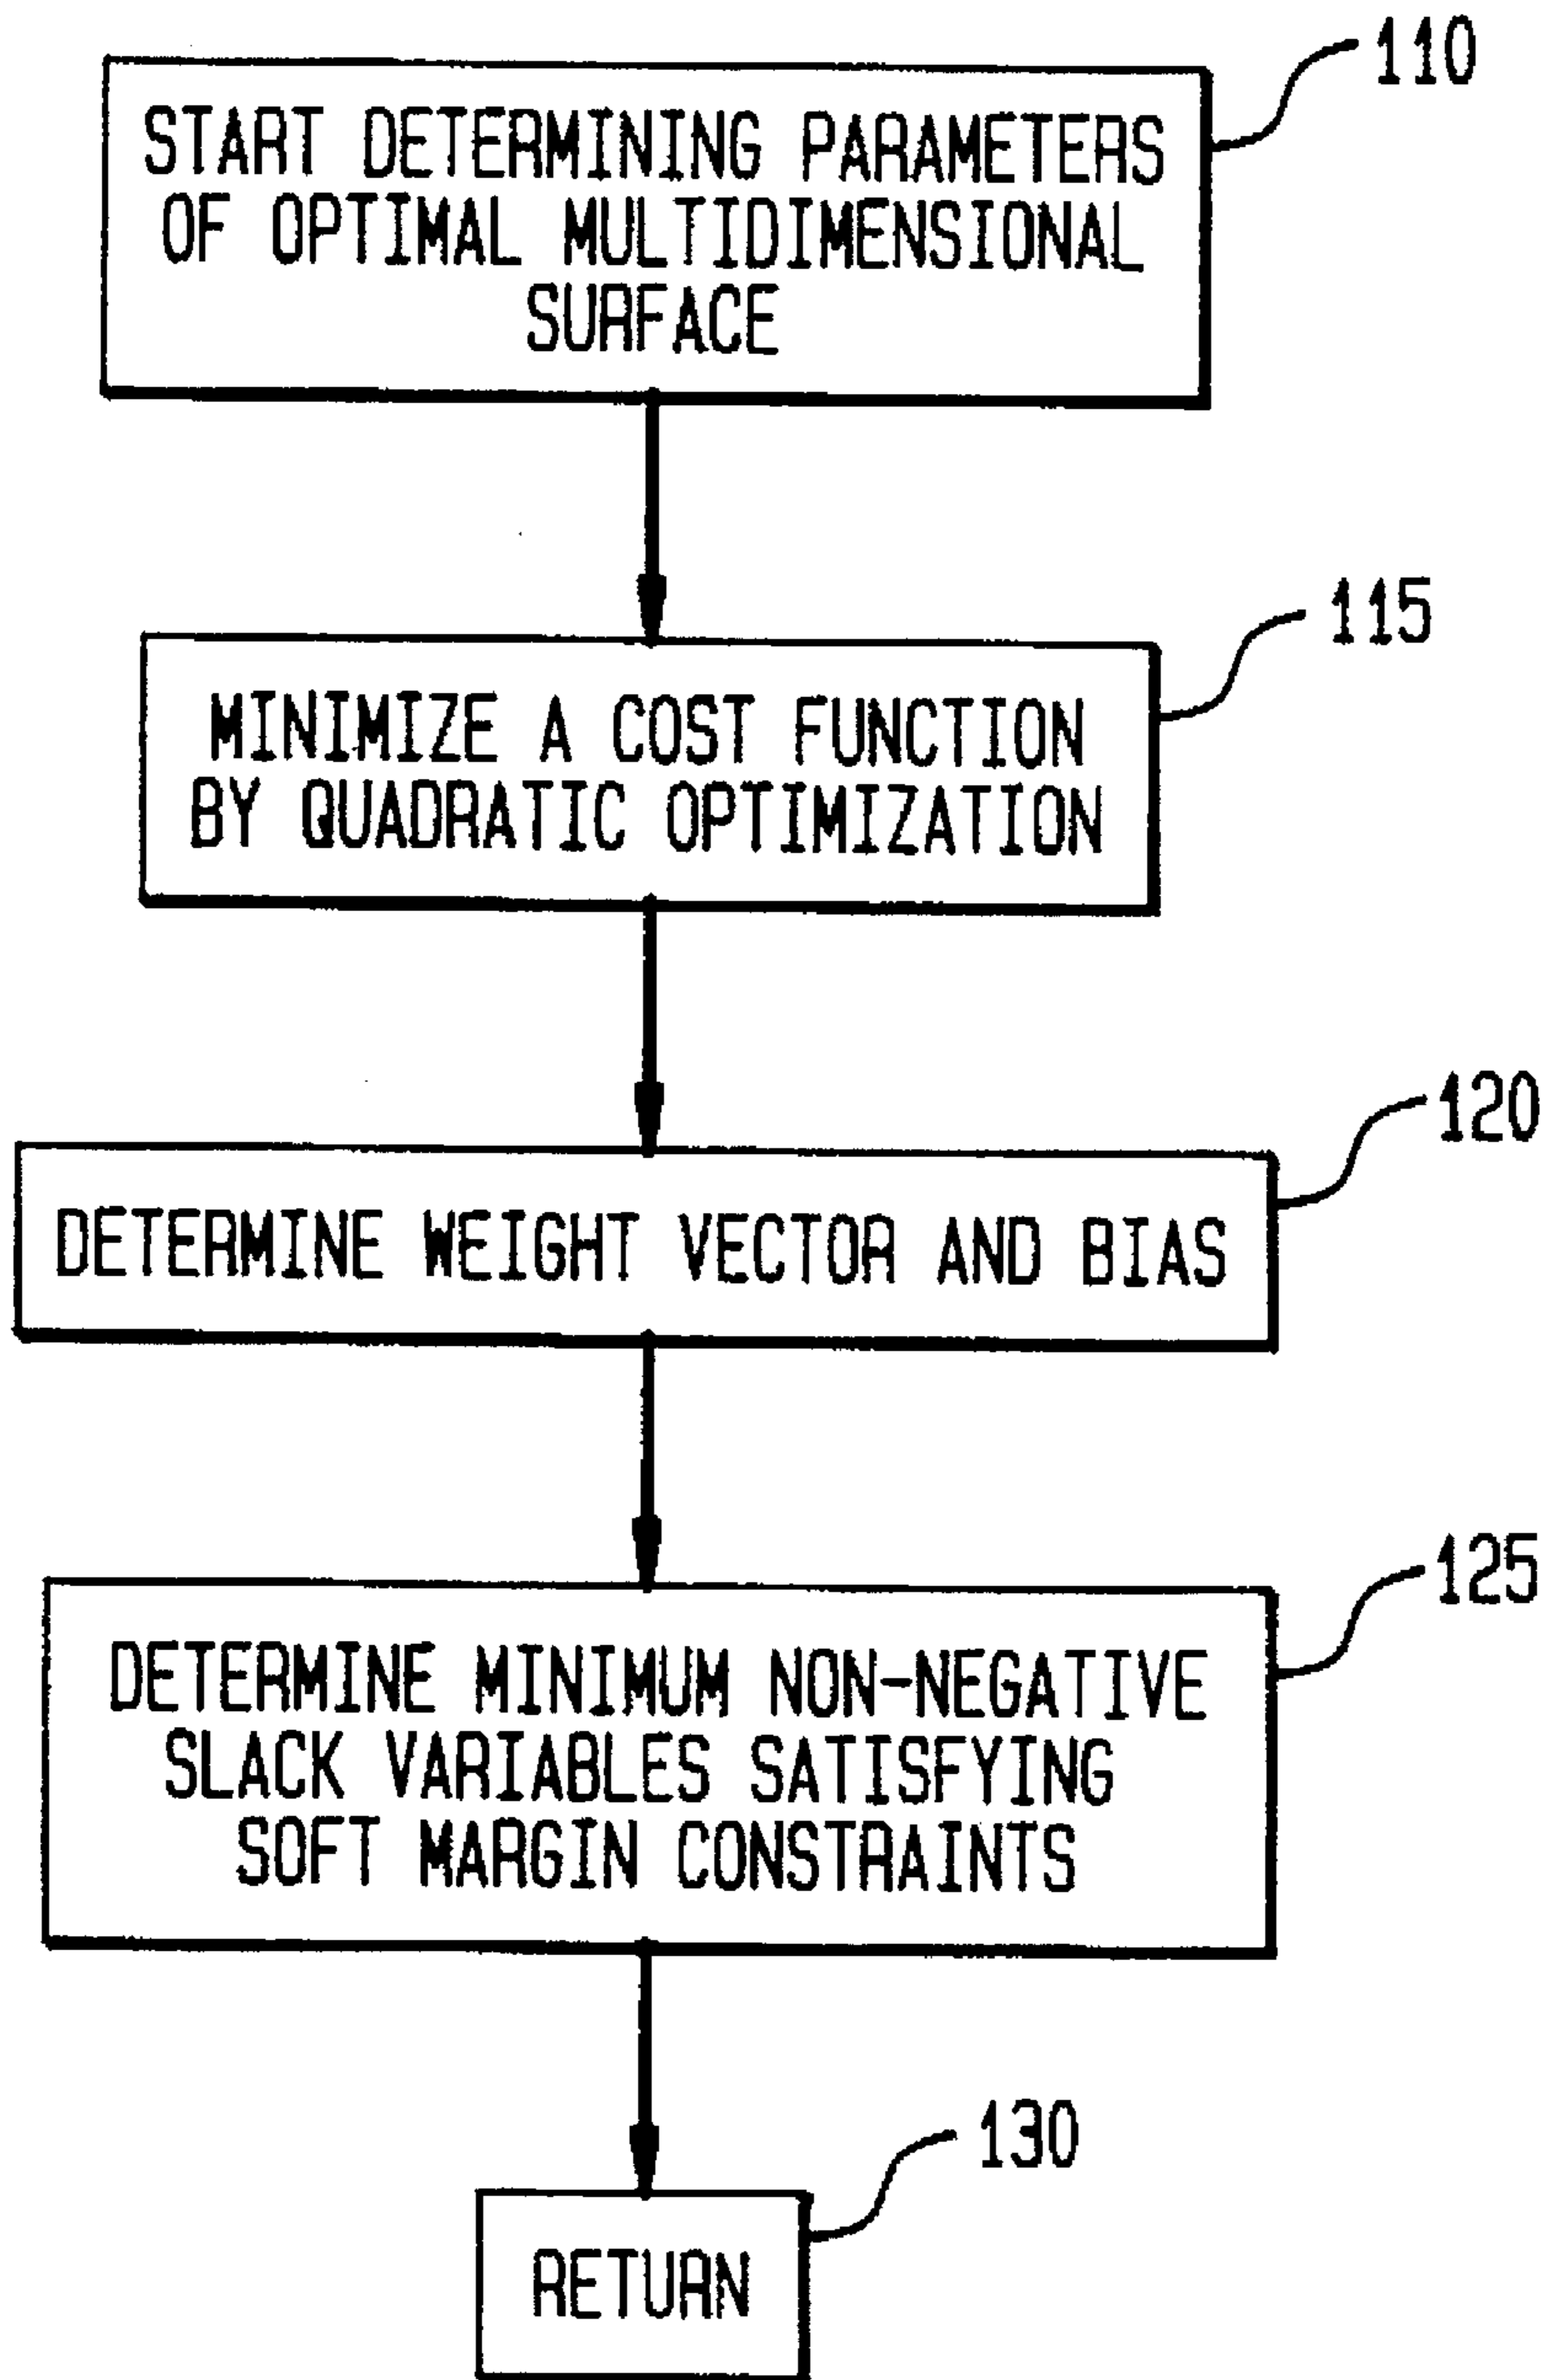 110
START DETERMINING PARAMETERS
OF OPTIMAL MULTIDIMENSIONAL
SURFACE
115
MINIMIZE A COST FUNCTION
BY QUADRATIC OPTIMIZATION
120
DETERMINE WEIGHT VECTOR AND BIAS
125
DETERMINE MINIMUM NON-NEGATIVE
SLACK VARIABLES SATISFYING
SOFT MARGIN CONSTRAINTS
130
RETURN